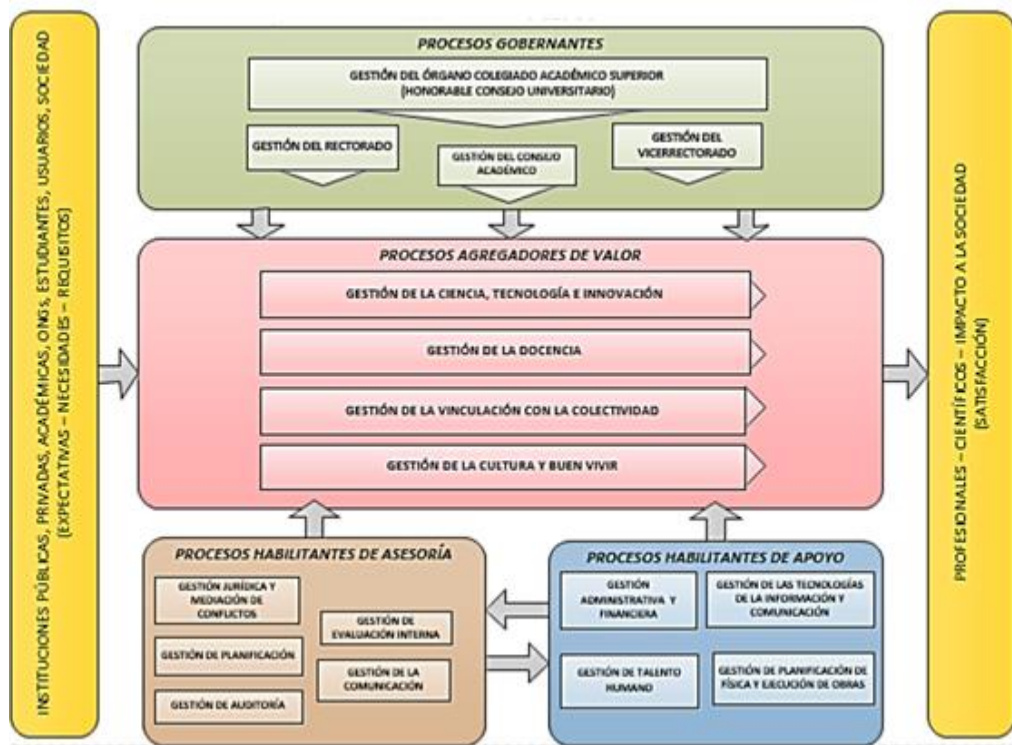 INSTITUCIONES PÚBLICAS, PRIVADAS, ACADÉMICAS, ONGs, ESTUDIANTES, USUARIOS, SOCIEDAD
(EXPECTATIVAS – NECESIDADES – REQUISITOS)
PROCESOS GOBERNANTES
GESTIÓN DEL ÓRGANO COLEGIADO ACADÉMICO SUPERIOR
(HONORABLE CONSEJO UNIVERSITARIO)
GESTIÓN DEL RECTORADO
GESTIÓN DEL CONSEJO
ACADÉMICO
GESTIÓN DEL
VICERRECTORADO
PROCESOS AGREGADORES DE VALOR
GESTIÓN DE LA CIENCIA, TECNOLOGÍA E INNOVACIÓN
GESTIÓN DE LA DOCENCIA
GESTIÓN DE LA VINCULACIÓN CON LA COLECTIVIDAD
GESTIÓN DE LA CULTURA Y BUEN VIVIR
PROCESOS HABILITANTES DE ASESORÍA
GESTIÓN JURÍDICA Y
MEDIACIÓN DE
CONFLICTOS
GESTIÓN DE PLANIFICACIÓN
GESTIÓN DE AUDITORÍA
GESTIÓN DE
EVALUACIÓN INTERNA
GESTIÓN DE LA
COMUNICACIÓN
PROCESOS HABILITANTES DE APOYO
GESTIÓN
ADMINISTRATIVA Y
FINANCIERA
GESTIÓN DE LAS TECNOLOGÍAS
DE LA INFORMACIÓN Y
COMUNICACIÓN
GESTIÓN DE TALENTO
HUMANO
GESTIÓN DE PLANIFICACIÓN DE
FÍSICA Y EJECUCIÓN DE OBRAS
PROFESIONALES – CIENTÍFICOS – IMPACTO A LA SOCIEDAD
(SATISFACCIÓN)